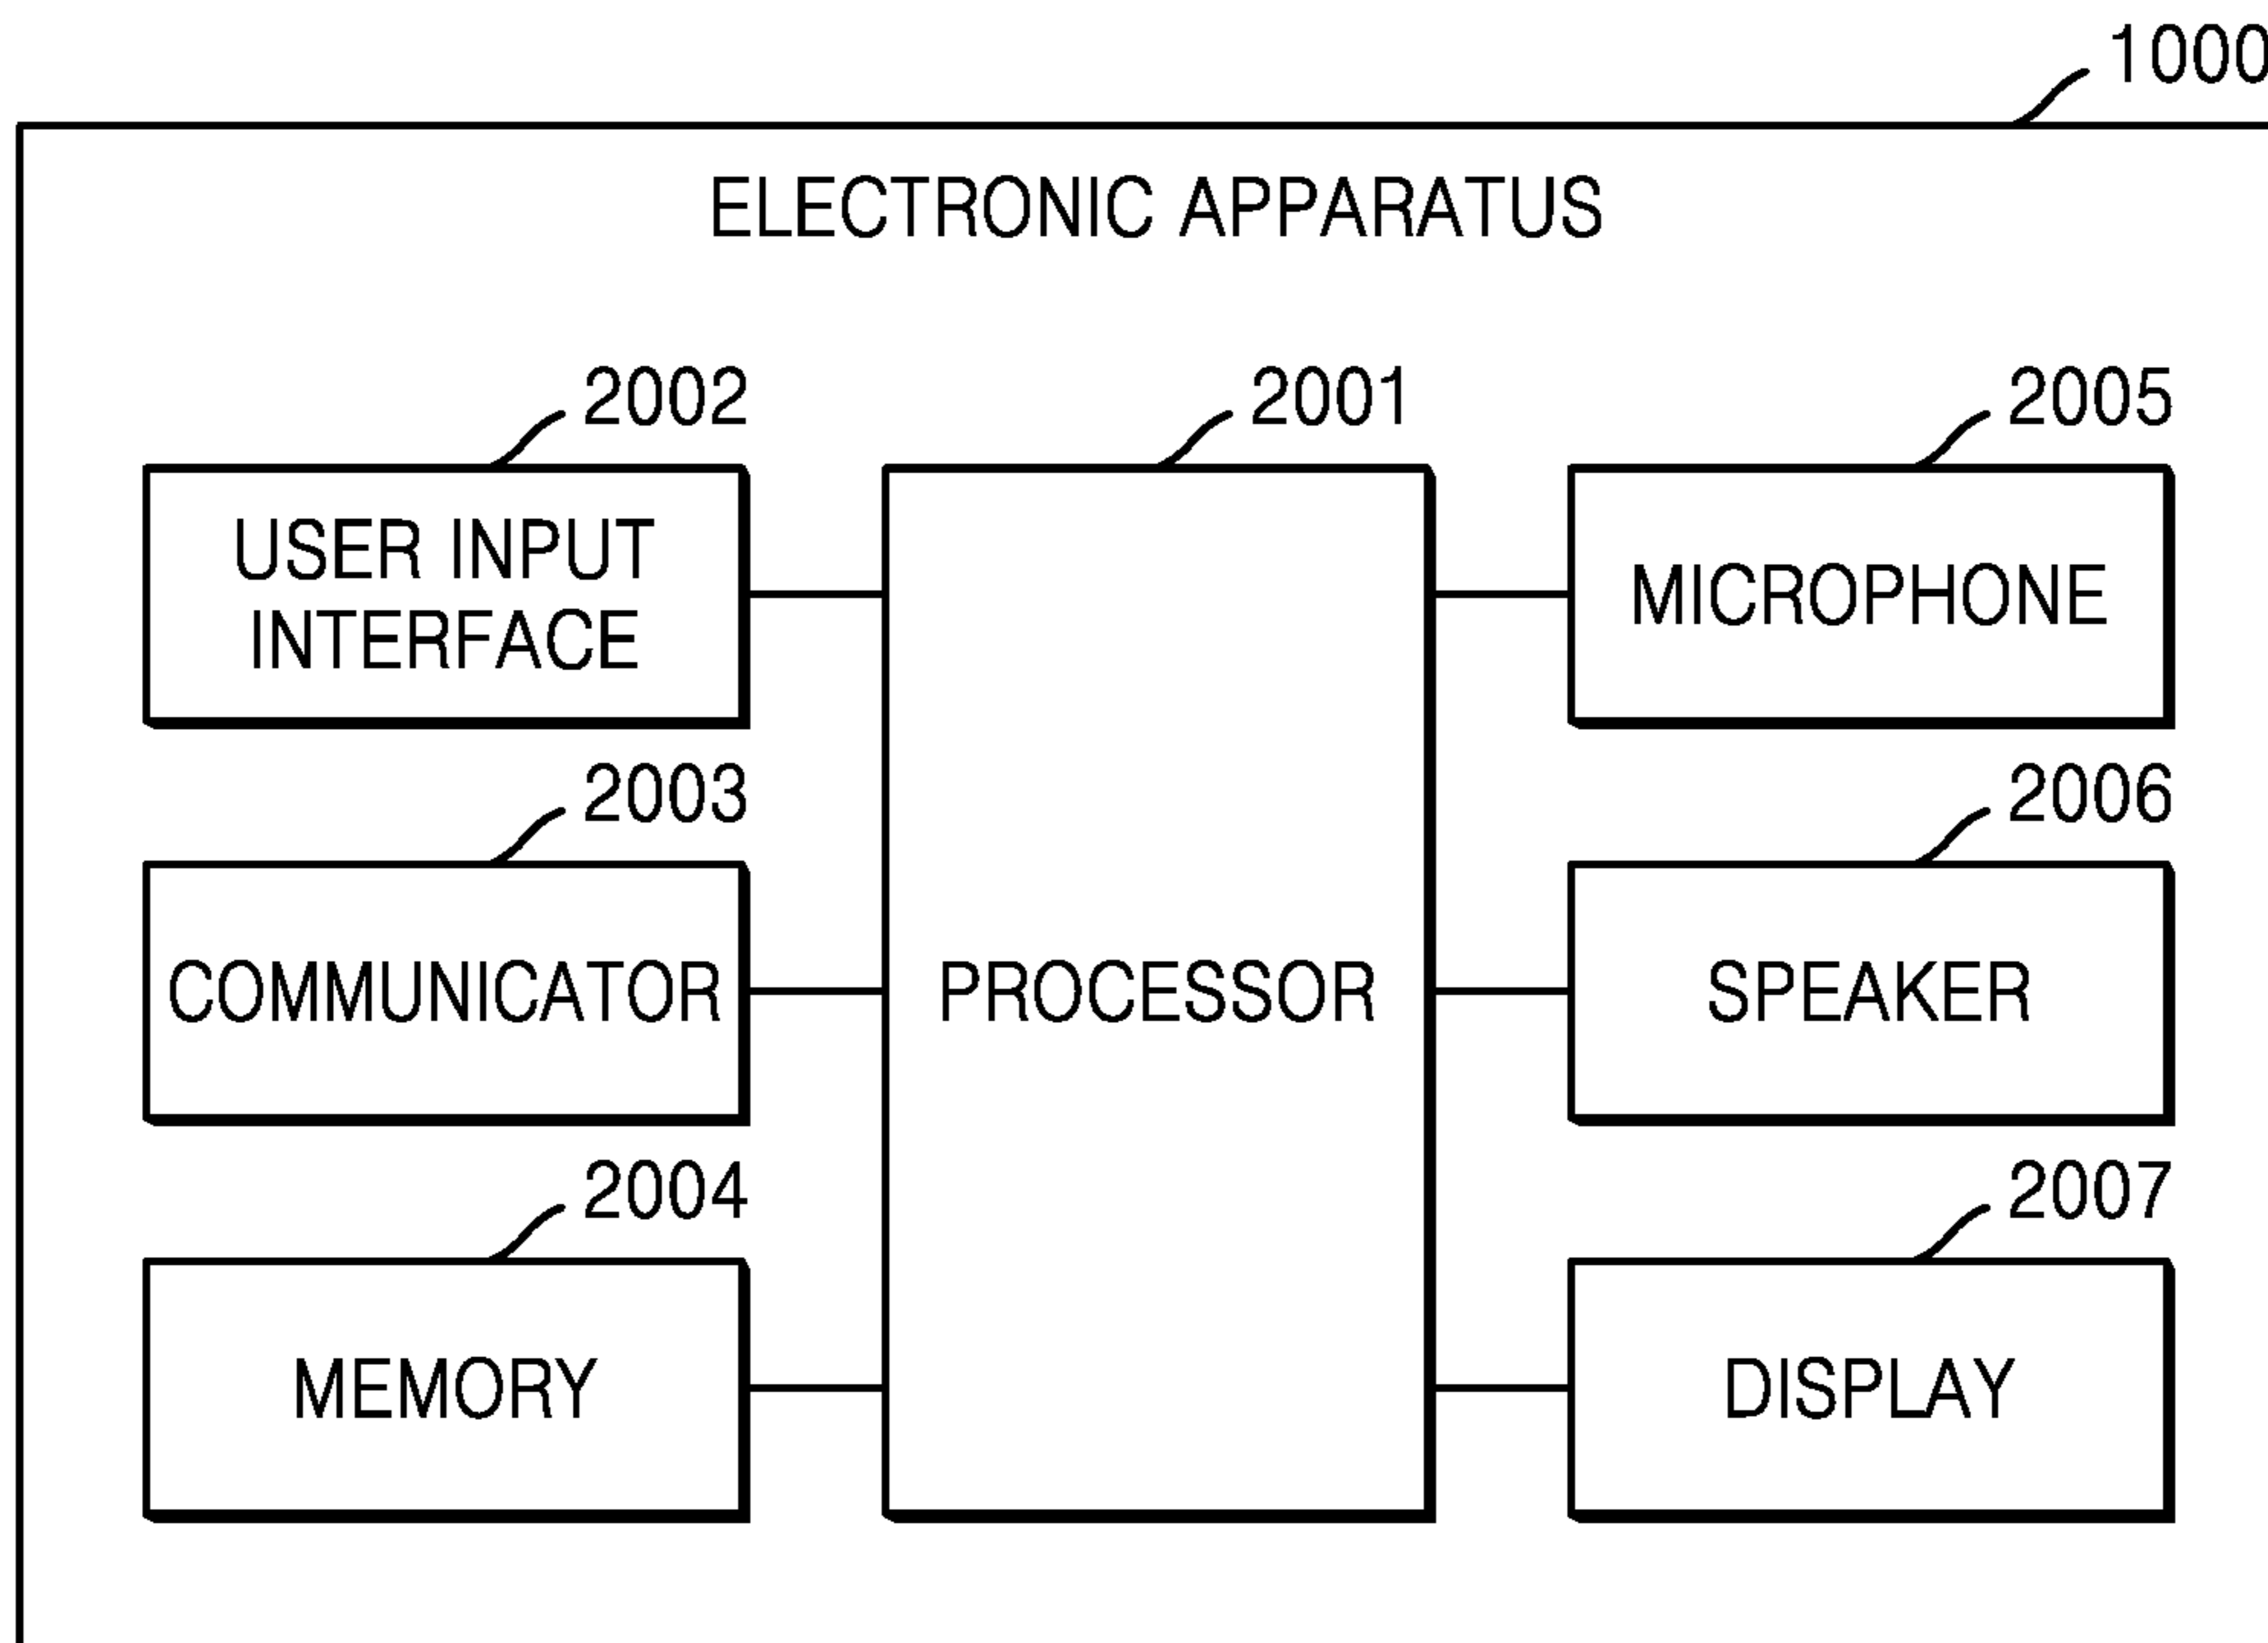 1000
ELECTRONIC APPARATUS
2002
2001
2005
USER INPUT
INTERFACE
PROCESSOR
MICROPHONE
2003
2006
COMMUNICATOR
SPEAKER
2004
2007
MEMORY
DISPLAY